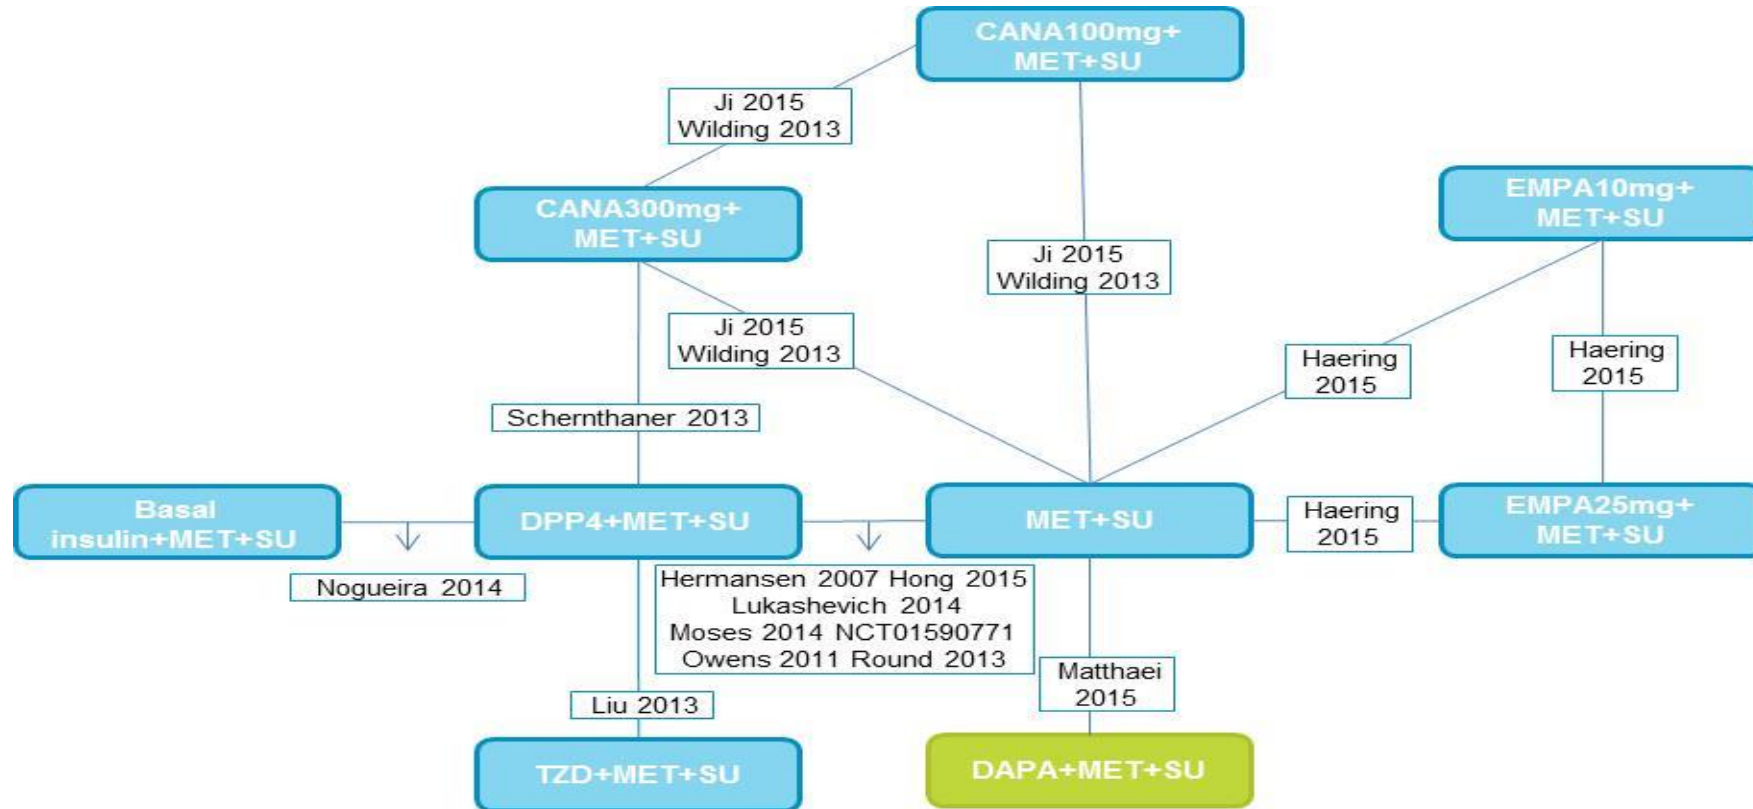 CANA100mg+
MET+SU
Ji 2015
Wilding 2013
CANA300mg+
MET+SU
EMPA10mg+
MET+SU
Ji 2015
Wilding 2013
Ji 2015
Wilding 2013
Haering
2015
Haering
2015
Schernthaner 2013
Basal
insulin+MET+SU
DPP4+MET+SU
MET+SU
Haering
2015
EMPA25mg+
MET+SU
Nogueira 2014
Hermansen 2007 Hong 2015
Lukashevich 2014
Moses 2014 NCT01590771
Owens 2011 Round 2013
Matthaei
2015
Liu 2013
TZD+MET+SU
DAPA+MET+SU